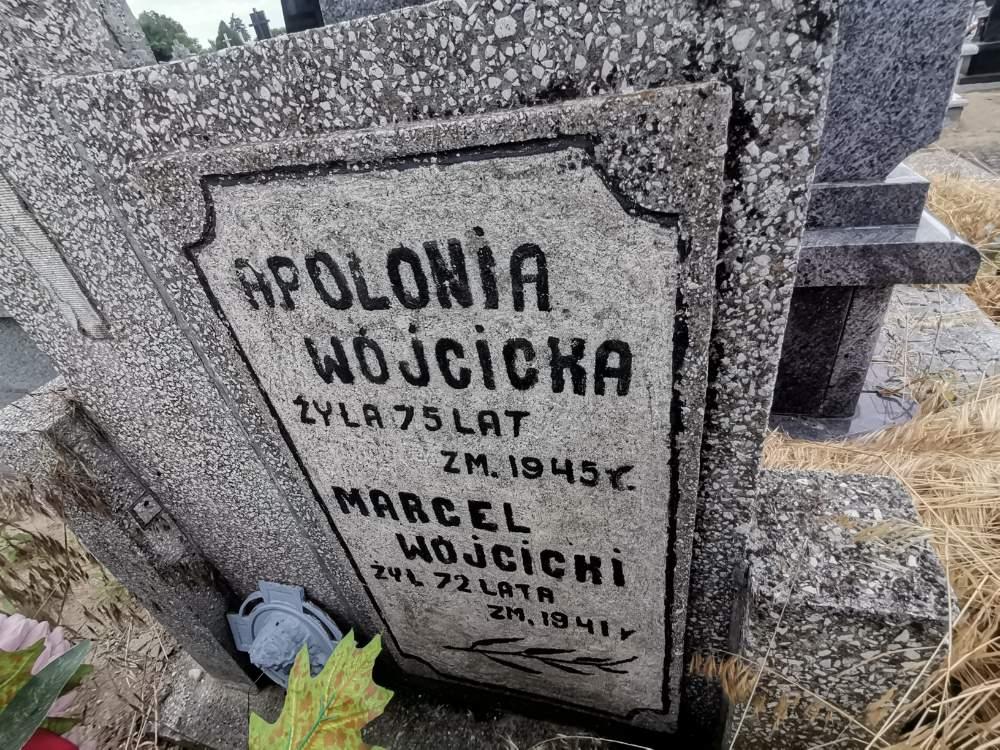 APOLONIA
WÓJCICKA
ŻYŁA 75 LAT
ZM. 1945 r.
MARCEL
WÓJCICKI
ŻYŁ 72 LATA
ZM. 1941 r